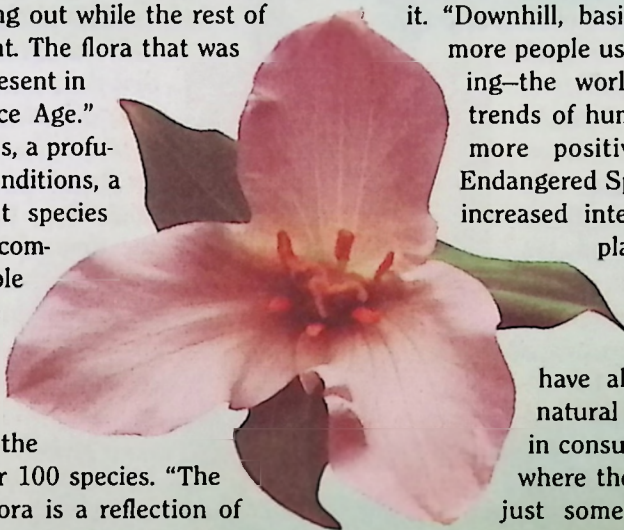 ng out while the rest of
nt. The flora that was
esent in
ce Age.”
s, a profu-
nditions, a
t species
com-
ble
the
r 100 species. “The
ora is a reflection of
it. “Downhill, basi
more people us
ing—the worl
trends of hum
more positiv
Endangered Sp
increased inte
pla
have al
natural
in consu
where the
just some